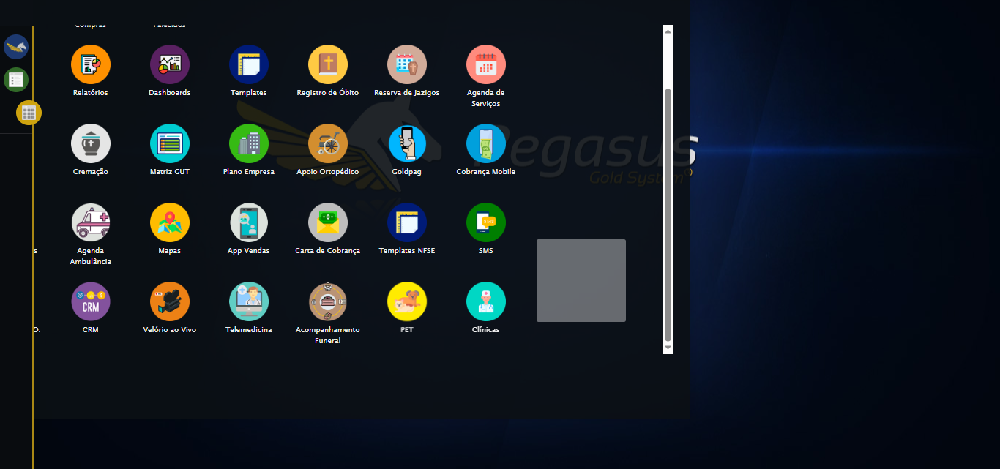 Compras
Falecidos
Relatórios
Dashboards
Templates
Registro de Óbito
Reserva de Jazigos
Agenda de
Serviços
Pegasus
Gold System
Cremação
Matriz GUT
Plano Empresa
Apoio Ortopédico
Goldpag
Cobrança Mobile
s
Agenda
Ambulância
Mapas
App Vendas
Carta de Cobrança
Templates NFSE
SMS
SMS
O.
CRM
CRM
Velório ao Vivo
Telemedicina
Acompanhamento
Funeral
PET
Clínicas